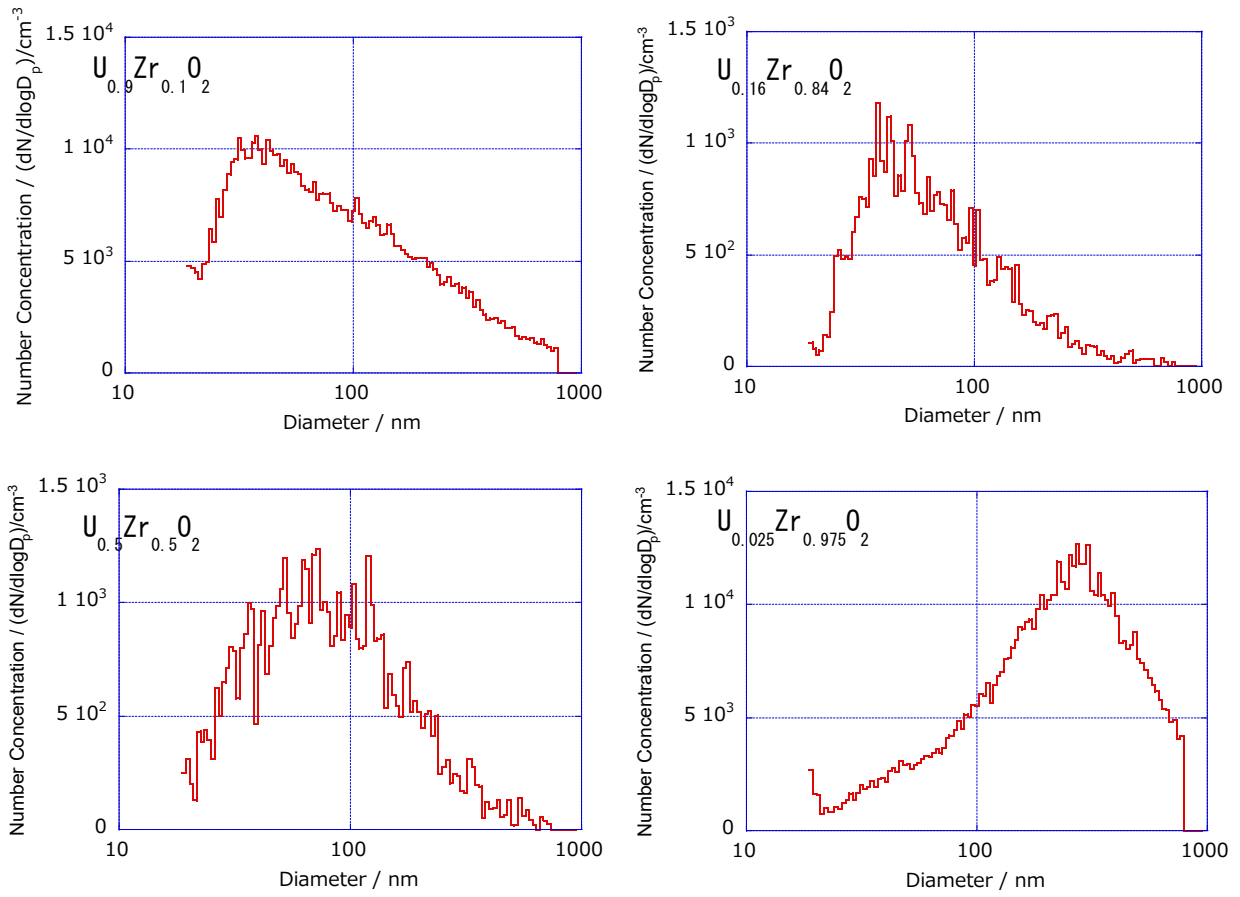 1.5 10⁴
U₀.₉Zr₀.₁O₂
1 10⁴
5 10³
0
10
100
1000
Number Concentration / (dN/dlogDₚ)/cm⁻³
Diameter / nm
1.5 10³
U₀.₁₆Zr₀.₈₄O₂
1 10³
5 10²
0
10
100
1000
Number Concentration / (dN/dlogDₚ)/cm⁻³
Diameter / nm
1.5 10³
U₀.₅Zr₀.₅O₂
1 10³
5 10²
0
10
100
1000
Number Concentration / (dN/dlogDₚ)/cm⁻³
Diameter / nm
1.5 10⁴
U₀.₀₂₅Zr₀.₉₇₅O₂
1 10⁴
5 10³
0
10
100
1000
Number Concentration / (dN/dlogDₚ)/cm⁻³
Diameter / nm